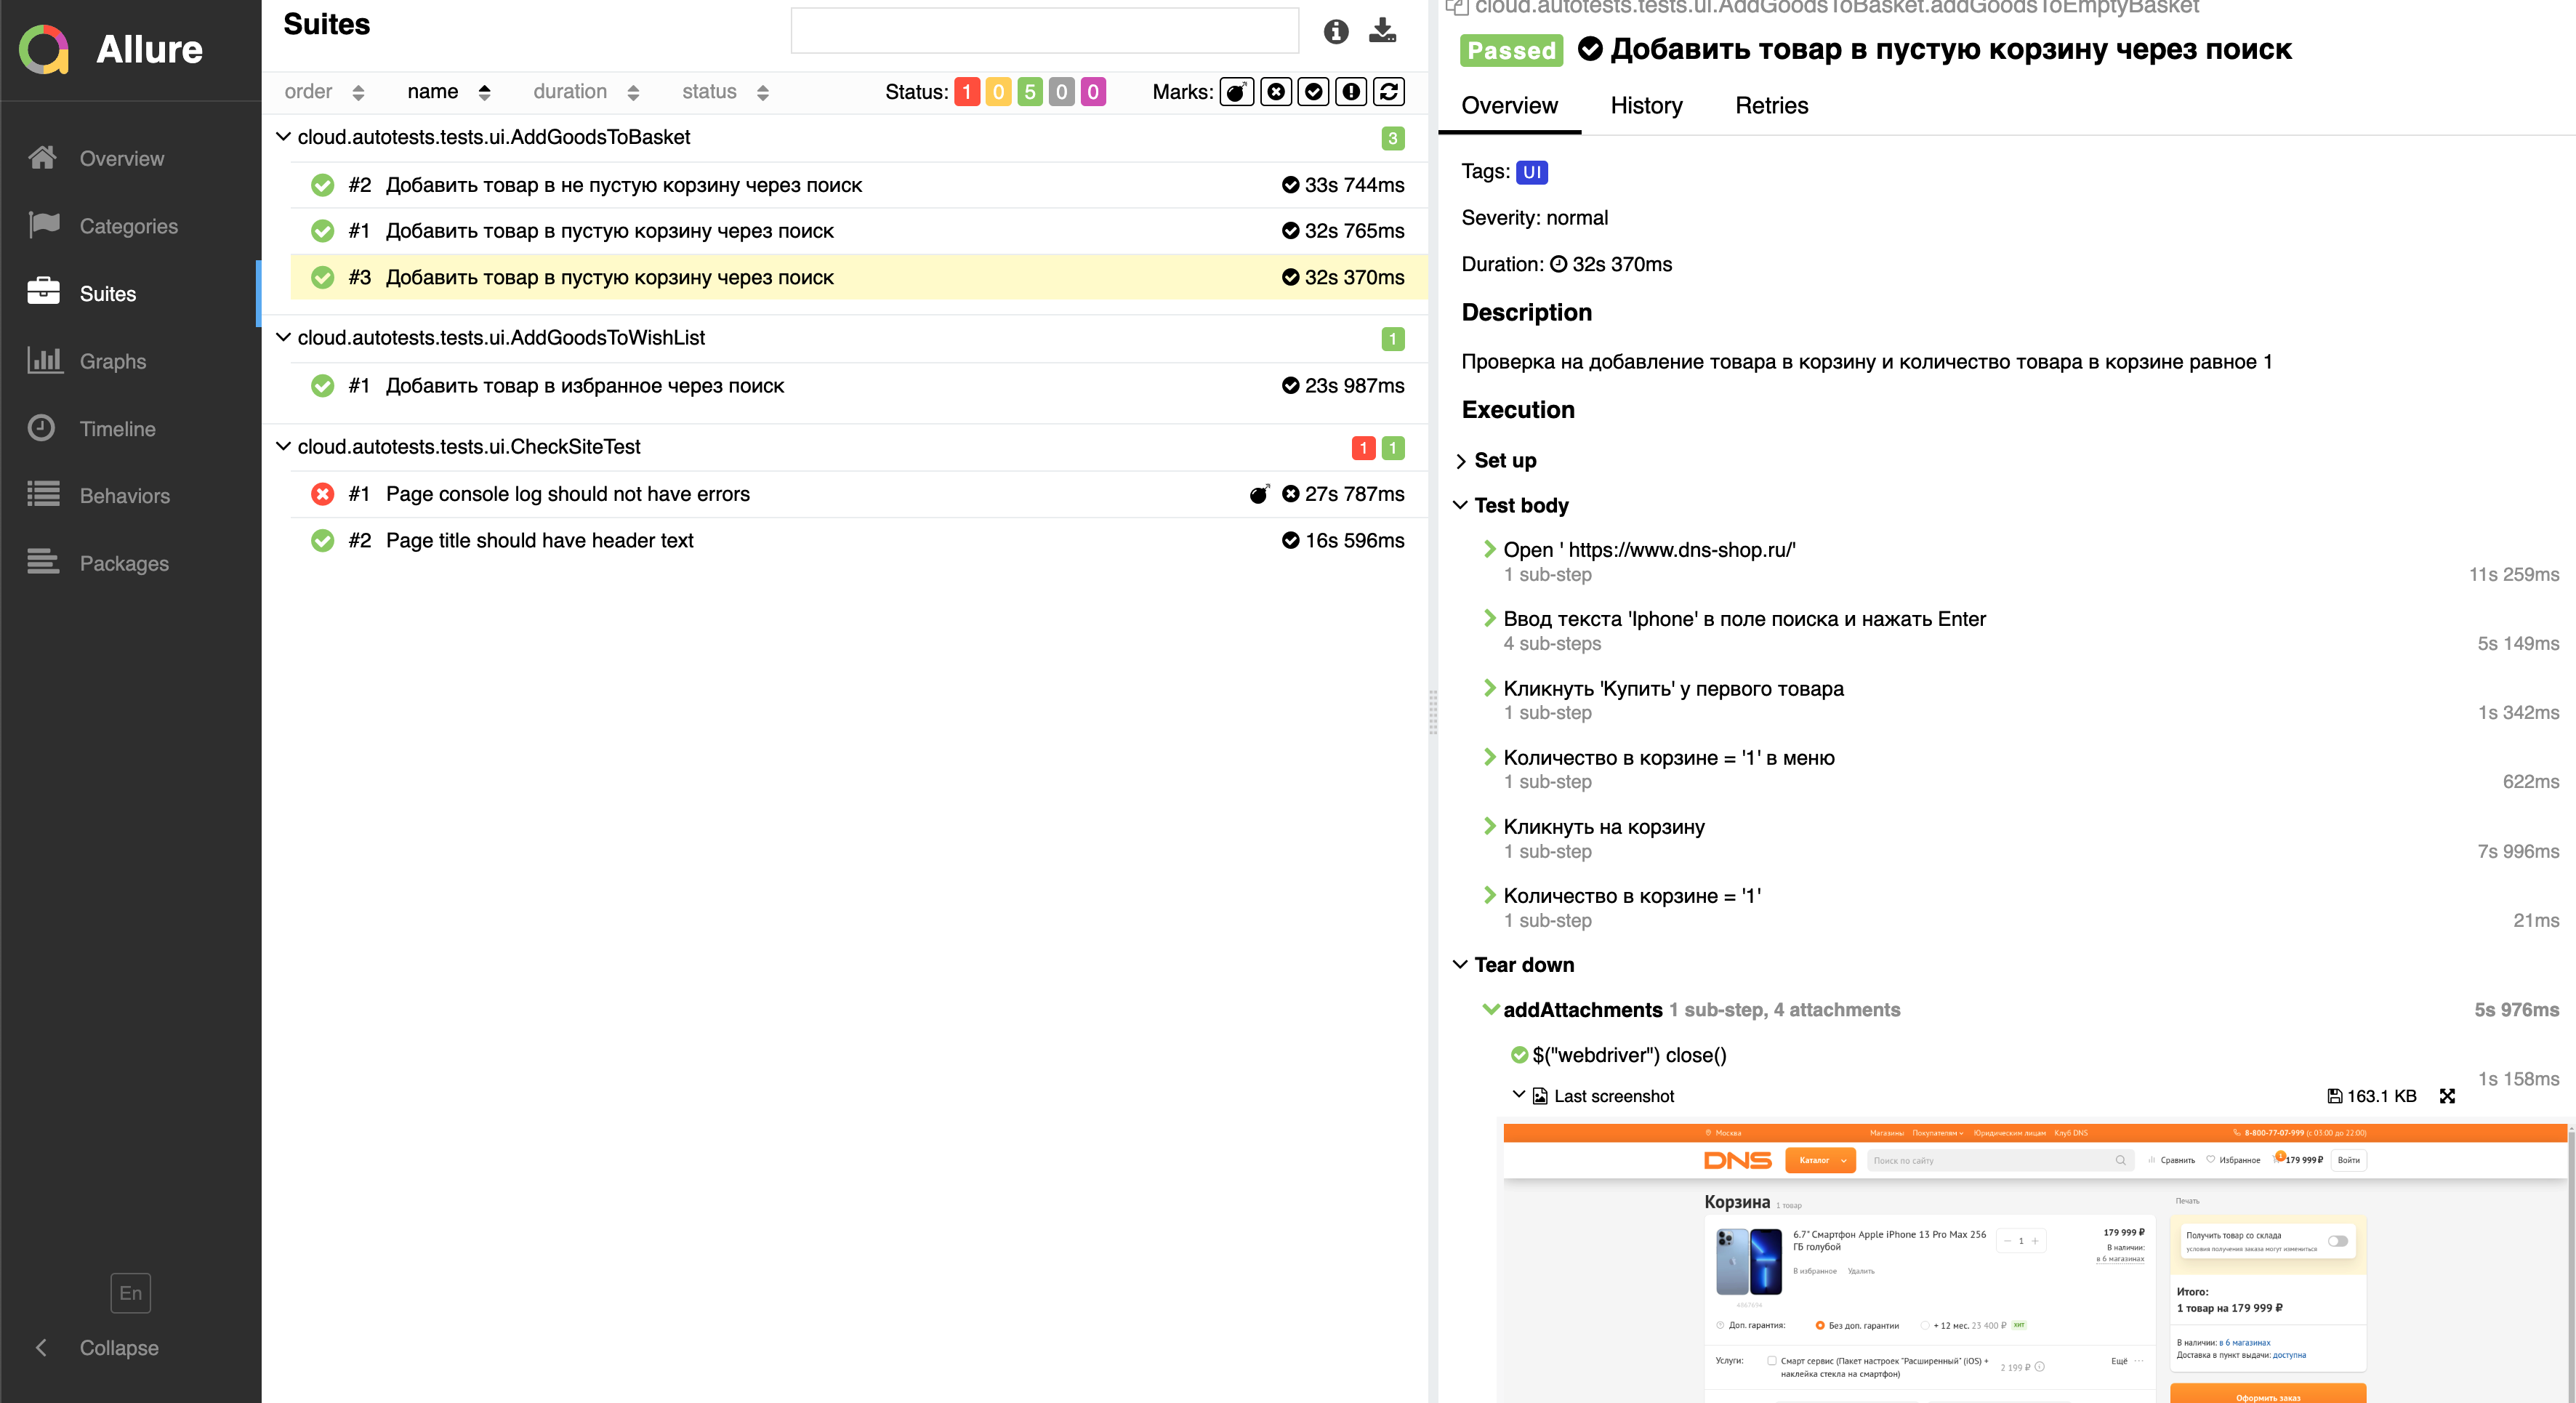 Allure
Overview
Categories
Suites
Graphs
Timeline
Behaviors
Packages
En
Collapse
Suites
order name duration status Status: 1 0 5 0 0 Marks:
cloud.autotests.tests.ui.AddGoodsToBasket 3
#2 Добавить товар в не пустую корзину через поиск 33s 744ms
#1 Добавить товар в пустую корзину через поиск 32s 765ms
#3 Добавить товар в пустую корзину через поиск 32s 370ms
cloud.autotests.tests.ui.AddGoodsToWishList 1
#1 Добавить товар в избранное через поиск 23s 987ms
cloud.autotests.tests.ui.CheckSiteTest 1 1
#1 Page console log should not have errors 27s 787ms
#2 Page title should have header text 16s 596ms
cloud.autotests.tests.ui.AddGoodsToBasket.addGoodsToEmptyBasket
Passed Добавить товар в пустую корзину через поиск
Overview History Retries
Tags: UI
Severity: normal
Duration: 32s 370ms
Description
Проверка на добавление товара в корзину и количество товара в корзине равное 1
Execution
Set up
Test body
Open ' https://www.dns-shop.ru/'
1 sub-step 11s 259ms
Ввод текста 'Iphone' в поле поиска и нажать Enter
4 sub-steps 5s 149ms
Кликнуть 'Купить' у первого товара
1 sub-step 1s 342ms
Количество в корзине = '1' в меню
1 sub-step 622ms
Кликнуть на корзину
1 sub-step 7s 996ms
Количество в корзине = '1'
1 sub-step 21ms
Tear down
addAttachments 1 sub-step, 4 attachments 5s 976ms
$("webdriver") close()
1s 158ms
Last screenshot 163.1 KB
Москва Магазины Покупателям Юридическим лицам Клуб DNS 8-800-77-07-999 (с 03:00 до 22:00)
DNS Каталог Поиск по сайту Сравнить Избранное 1 179 999 ₽ Войти
Корзина 1 товар
Печать
6.7" Смартфон Apple iPhone 13 Pro Max 256
ГБ голубой
1
179 999 ₽
В наличии:
в 6 магазинах
В избранное Удалить
Доп. гарантия: Без доп. гарантии + 12 мес. 23 400 ₽ хит
Услуги: Смарт сервис (Пакет настроек "Расширенный" (iOS) +
наклейка стекла на смартфон)
2 199 ₽
Ещё
Получить товар со склада
условия получения заказа могут измениться
Итого:
1 товар на 179 999 ₽
В наличии: в 6 магазинах
Доставка в пункт выдачи: доступна
Оформить заказ